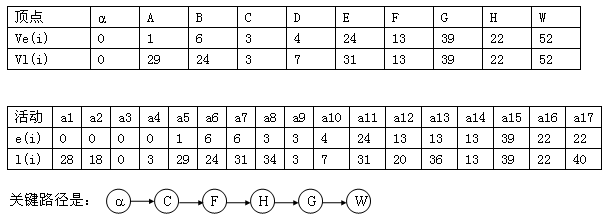 顶点 α A B C D E F G H W
Ve(i) 0 1 6 3 4 24 13 39 22 52
Vl(i) 0 29 24 3 7 31 13 39 22 52
活动 a1 a2 a3 a4 a5 a6 a7 a8 a9 a10 a11 a12 a13 a14 a15 a16 a17
e(i) 0 0 0 0 1 6 6 3 3 4 24 13 13 13 39 22 22
l(i) 28 18 0 3 29 24 31 34 3 7 31 20 36 13 39 22 40
关键路径是： α C F H G W